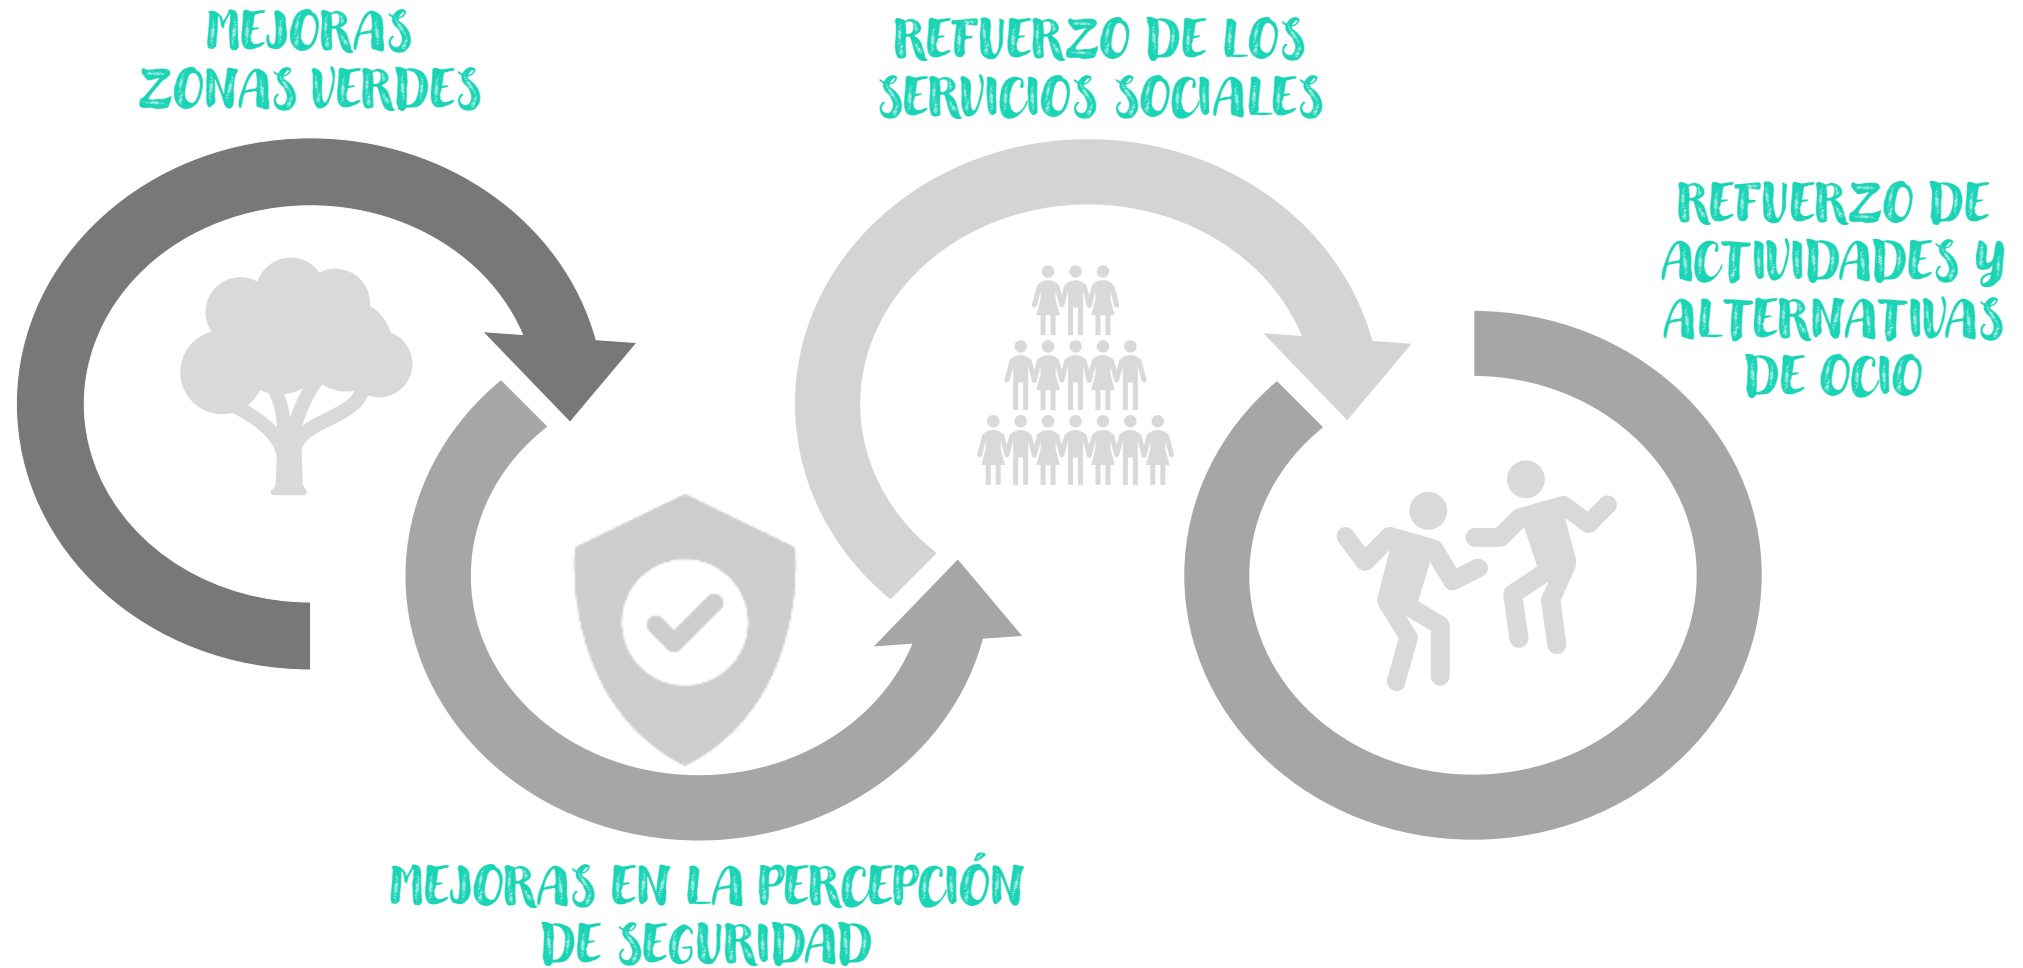 MEJORAS
ZONAS VERDES
REFUERZO DE LOS
SERVICIOS SOCIALES
REFUERZO DE
ACTIVIDADES Y
ALTERNATIVAS
DE OCIO
MEJORAS EN LA PERCEPCIÓN
DE SEGURIDAD